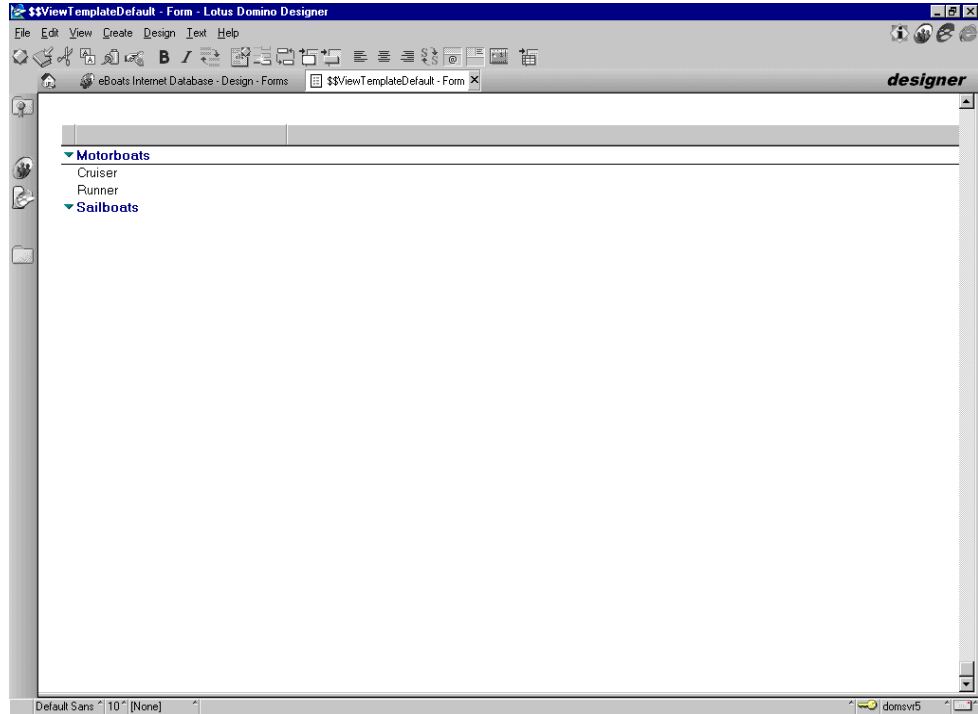 $$ViewTemplateDefault - Form - Lotus Domino Designer
File Edit View Create Design Text Help
B I
eBoats Internet Database - Design - Forms $$ViewTemplateDefault - Form
designer
Motorboats
Cruiser
Runner
Sailboats
Default Sans 10 [None] domsvr5